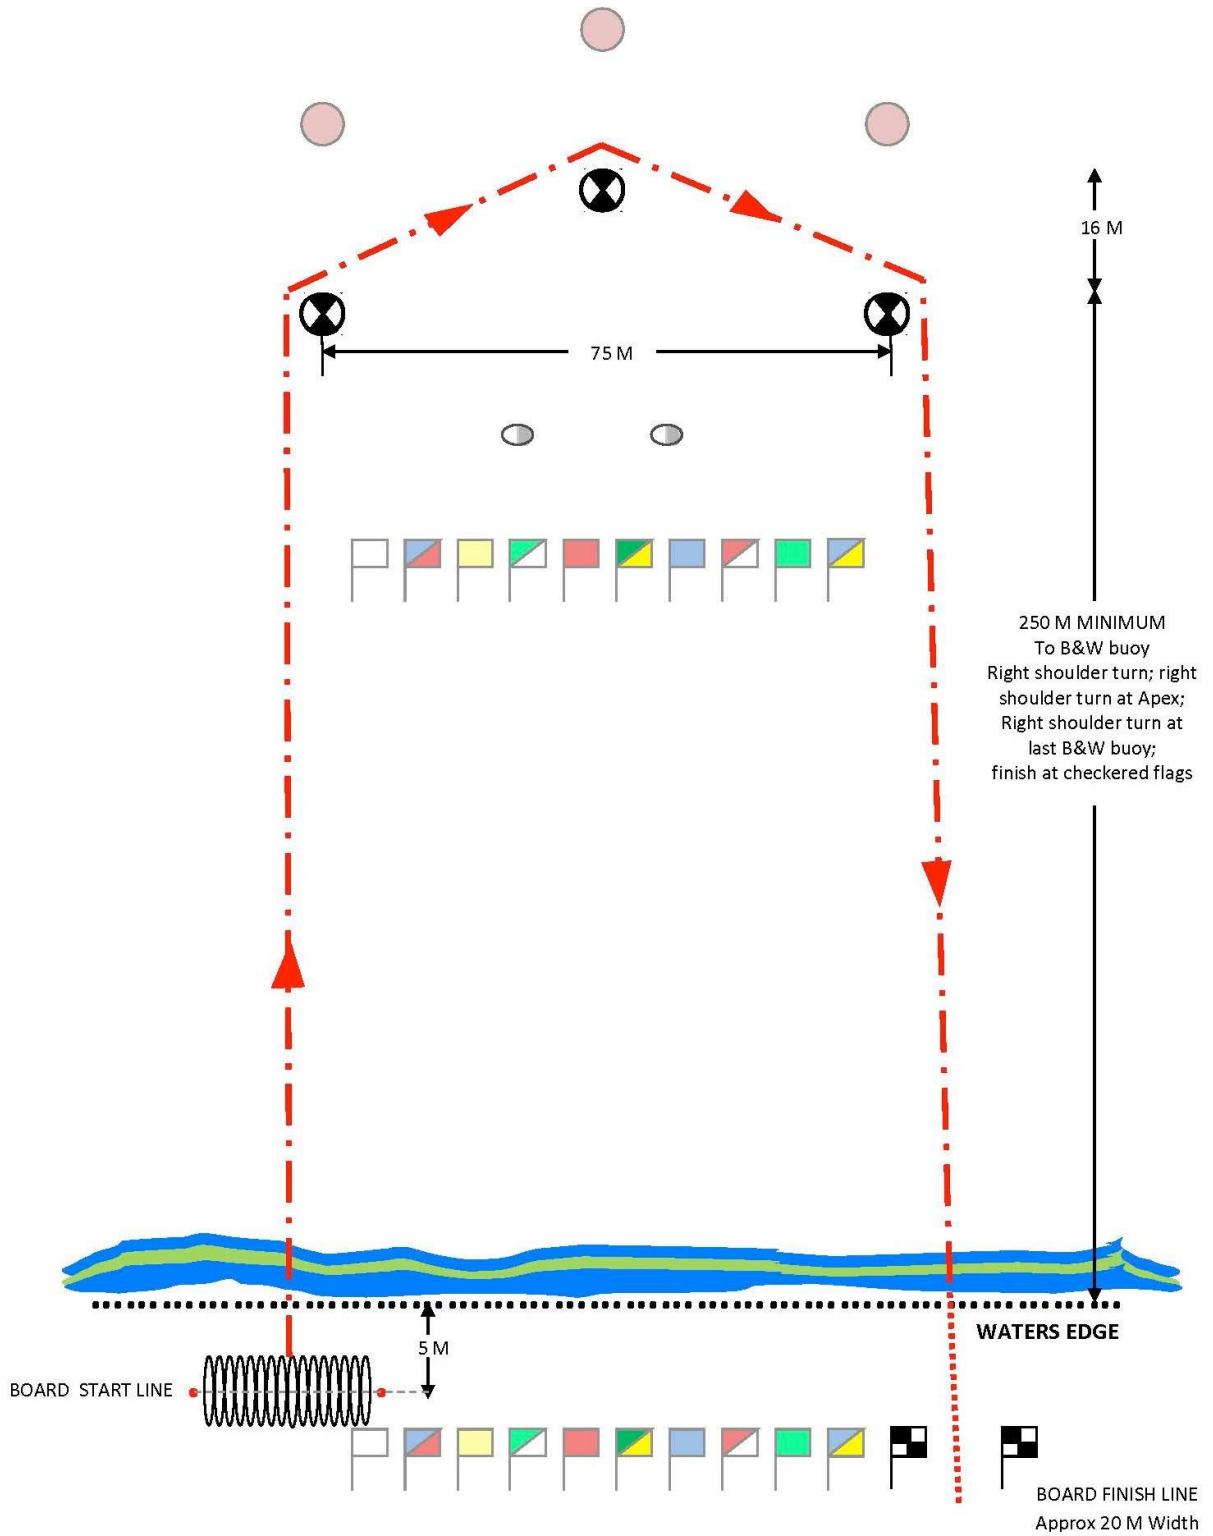 16 M
75 M
250 M MINIMUM
To B&W buoy
Right shoulder turn; right
shoulder turn at Apex;
Right shoulder turn at
last B&W buoy;
finish at checkered flags
WATERS EDGE
5 M
BOARD START LINE
BOARD FINISH LINE
Approx 20 M Width